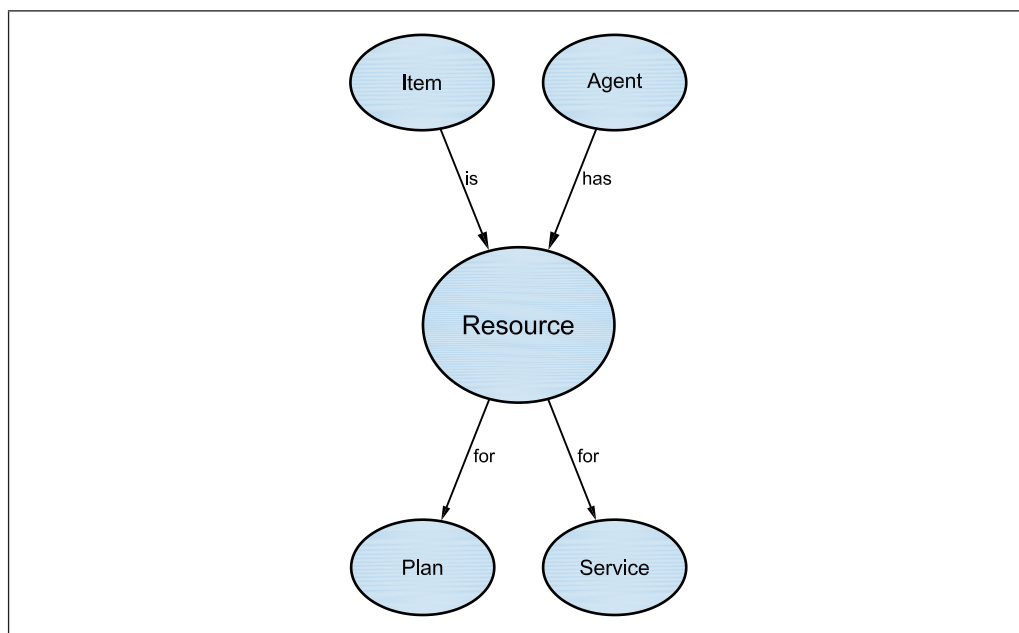 Item
Agent
is
has
Resource
for
for
Plan
Service